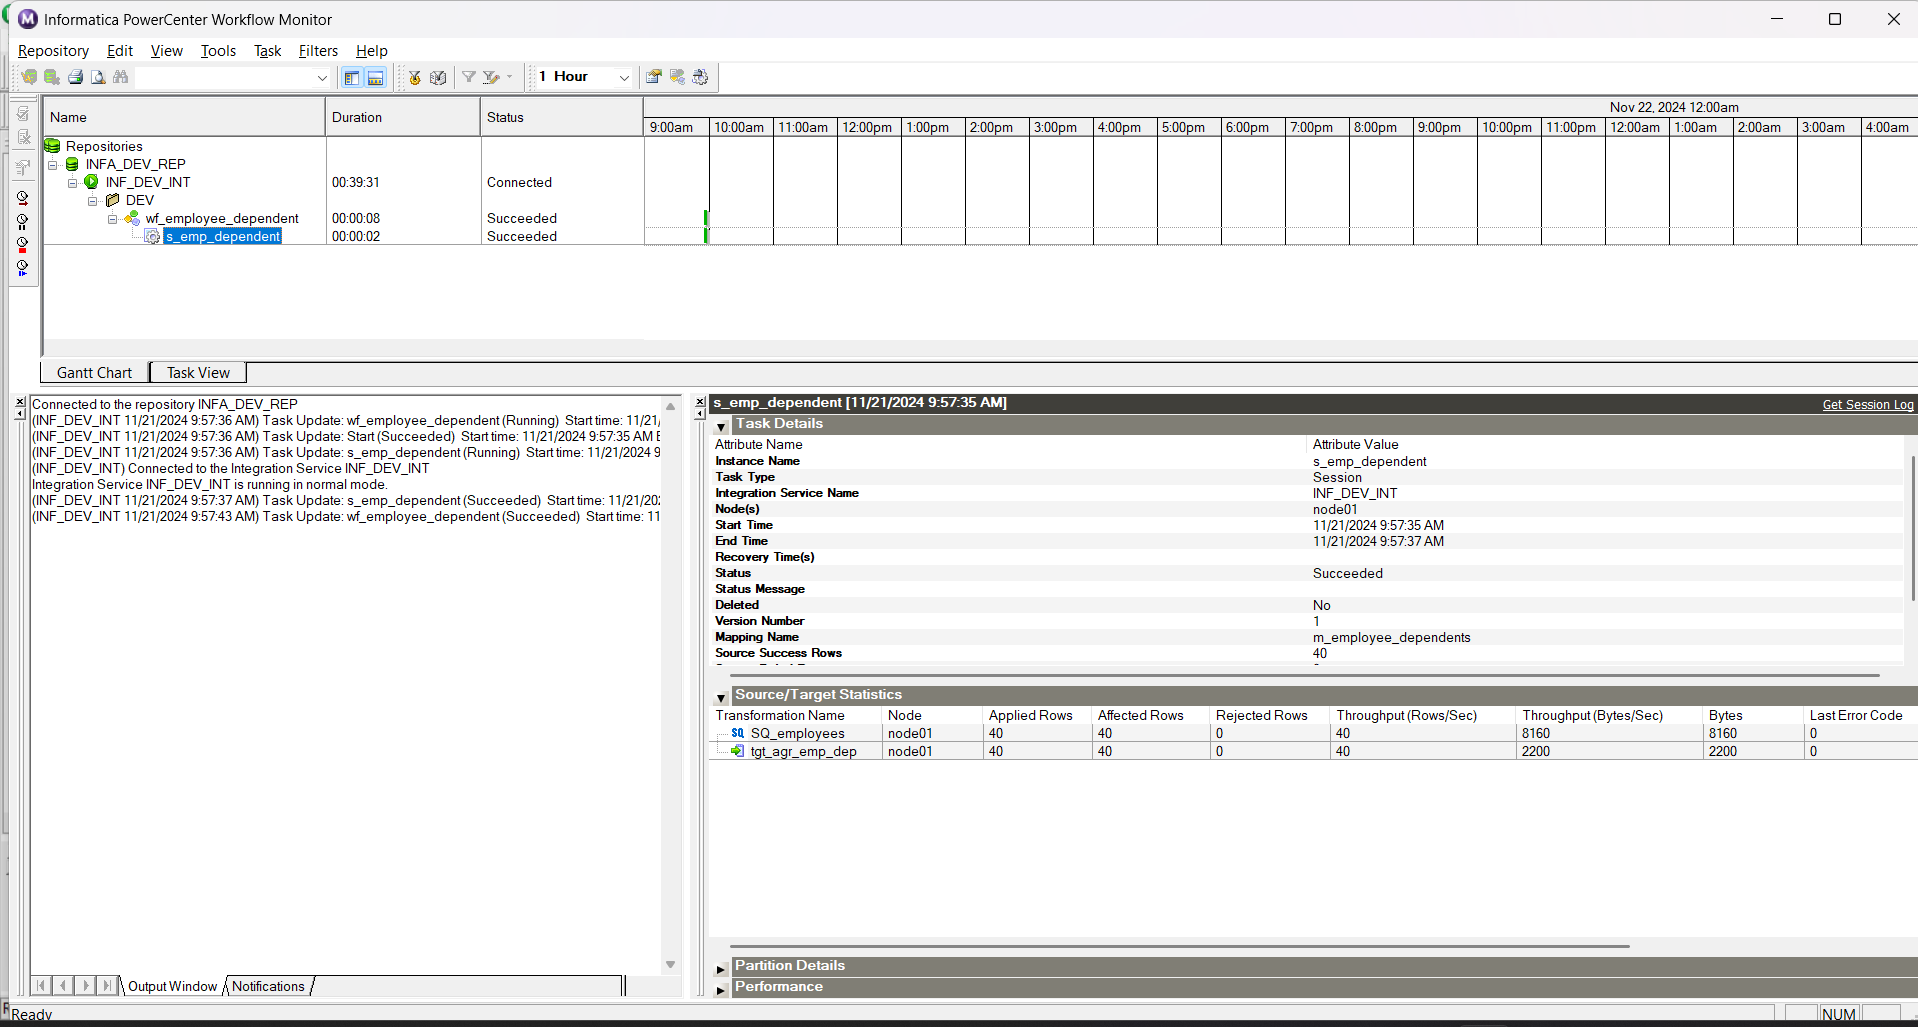 Informatica PowerCenter Workflow Monitor
Repository Edit View Tools Task Filters Help
1 Hour
Name Duration Status
Nov 22, 2024 12:00am
9:00am 10:00am 11:00am 12:00pm 1:00pm 2:00pm 3:00pm 4:00pm 5:00pm 6:00pm 7:00pm 8:00pm 9:00pm 10:00pm 11:00pm 12:00am 1:00am 2:00am 3:00am 4:00am
Repositories
INFA_DEV_REP
INF_DEV_INT 00:39:31 Connected
DEV
wf_employee_dependent 00:00:08 Succeeded
s_emp_dependent 00:00:02 Succeeded
Gantt Chart Task View
Connected to the repository INFA_DEV_REP
(INF_DEV_INT 11/21/2024 9:57:36 AM) Task Update: wf_employee_dependent (Running) Start time: 11/21/
(INF_DEV_INT 11/21/2024 9:57:36 AM) Task Update: Start (Succeeded) Start time: 11/21/2024 9:57:35 AM E
(INF_DEV_INT 11/21/2024 9:57:36 AM) Task Update: s_emp_dependent (Running) Start time: 11/21/2024 9
(INF_DEV_INT) Connected to the Integration Service INF_DEV_INT
Integration Service INF_DEV_INT is running in normal mode.
(INF_DEV_INT 11/21/2024 9:57:37 AM) Task Update: s_emp_dependent (Succeeded) Start time: 11/21/202
(INF_DEV_INT 11/21/2024 9:57:43 AM) Task Update: wf_employee_dependent (Succeeded) Start time: 11
Output Window Notifications
s_emp_dependent [11/21/2024 9:57:35 AM]
Get Session Log
Task Details
Attribute Name Attribute Value
Instance Name s_emp_dependent
Task Type Session
Integration Service Name INF_DEV_INT
Node(s) node01
Start Time 11/21/2024 9:57:35 AM
End Time 11/21/2024 9:57:37 AM
Recovery Time(s)
Status Succeeded
Status Message
Deleted No
Version Number 1
Mapping Name m_employee_dependents
Source Success Rows 40
Source/Target Statistics
Transformation Name Node Applied Rows Affected Rows Rejected Rows Throughput (Rows/Sec) Throughput (Bytes/Sec) Bytes Last Error Code
SQ SQ_employees node01 40 40 0 40 8160 8160 0
tgt_agr_emp_dep node01 40 40 0 40 2200 2200 0
Partition Details
Performance
Ready
NUM